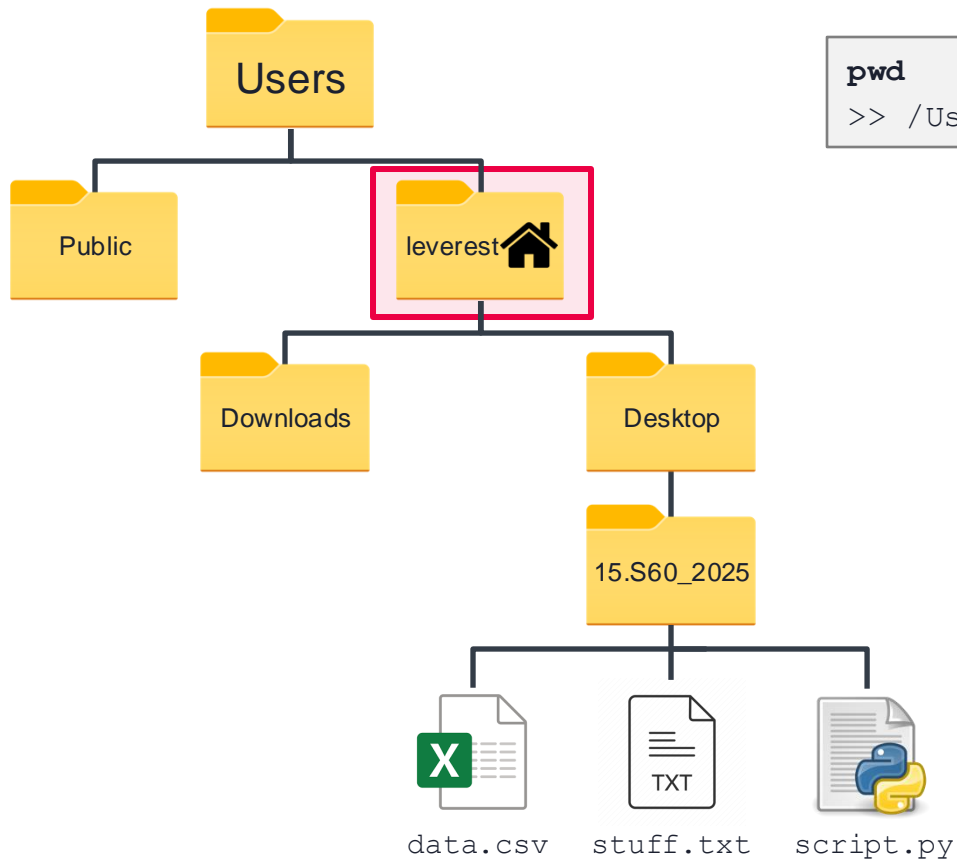 Users
pwd
>> /Us
Public
leverest
Downloads
Desktop
15.S60_2025
X
TXT
data.csv
stuff.txt
script.py